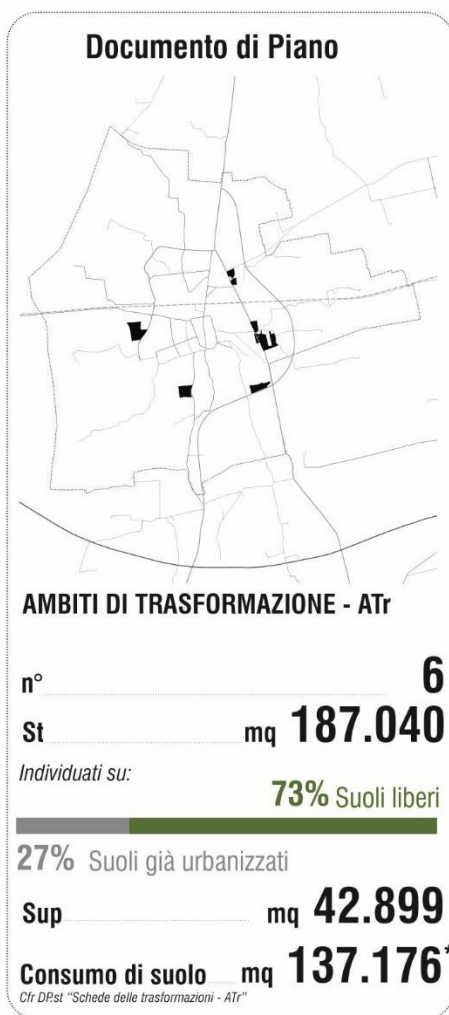 Documento di Piano
AMBITI DI TRASFORMAZIONE - ATr
n° 6
St mq 187.040
Individuati su:
73% Suoli liberi
27% Suoli già urbanizzati
Sup mq 42.899
Consumo di suolo mq 137.176*
Cfr DP.st "Schede delle trasformazioni - ATr"